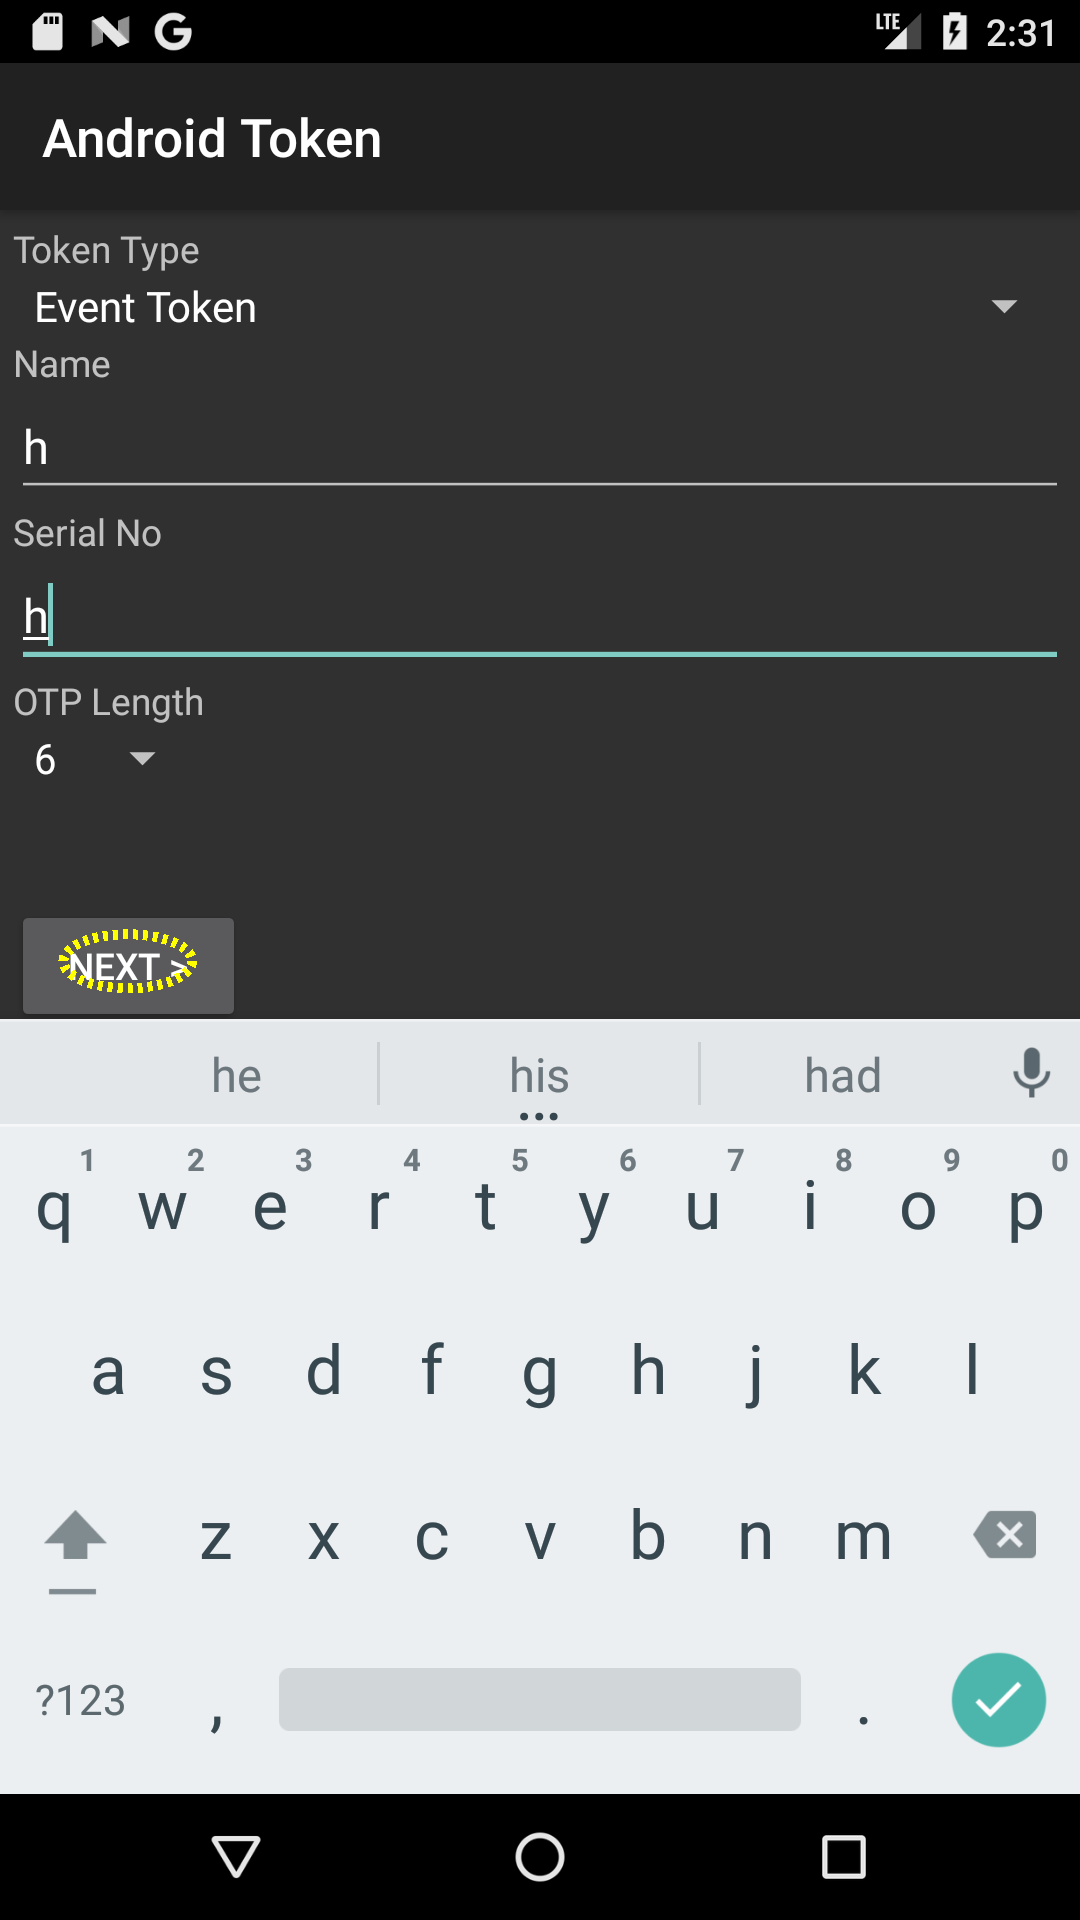 LTE 2:31
Android Token
Token Type
Event Token
Name
h
Serial No
h
OTP Length
6
NEXT >
he his had
1 2 3 4 5 6 7 8 9 0
q w e r t y u i o p
a s d f g h j k l
z x c v b n m
?123 , .